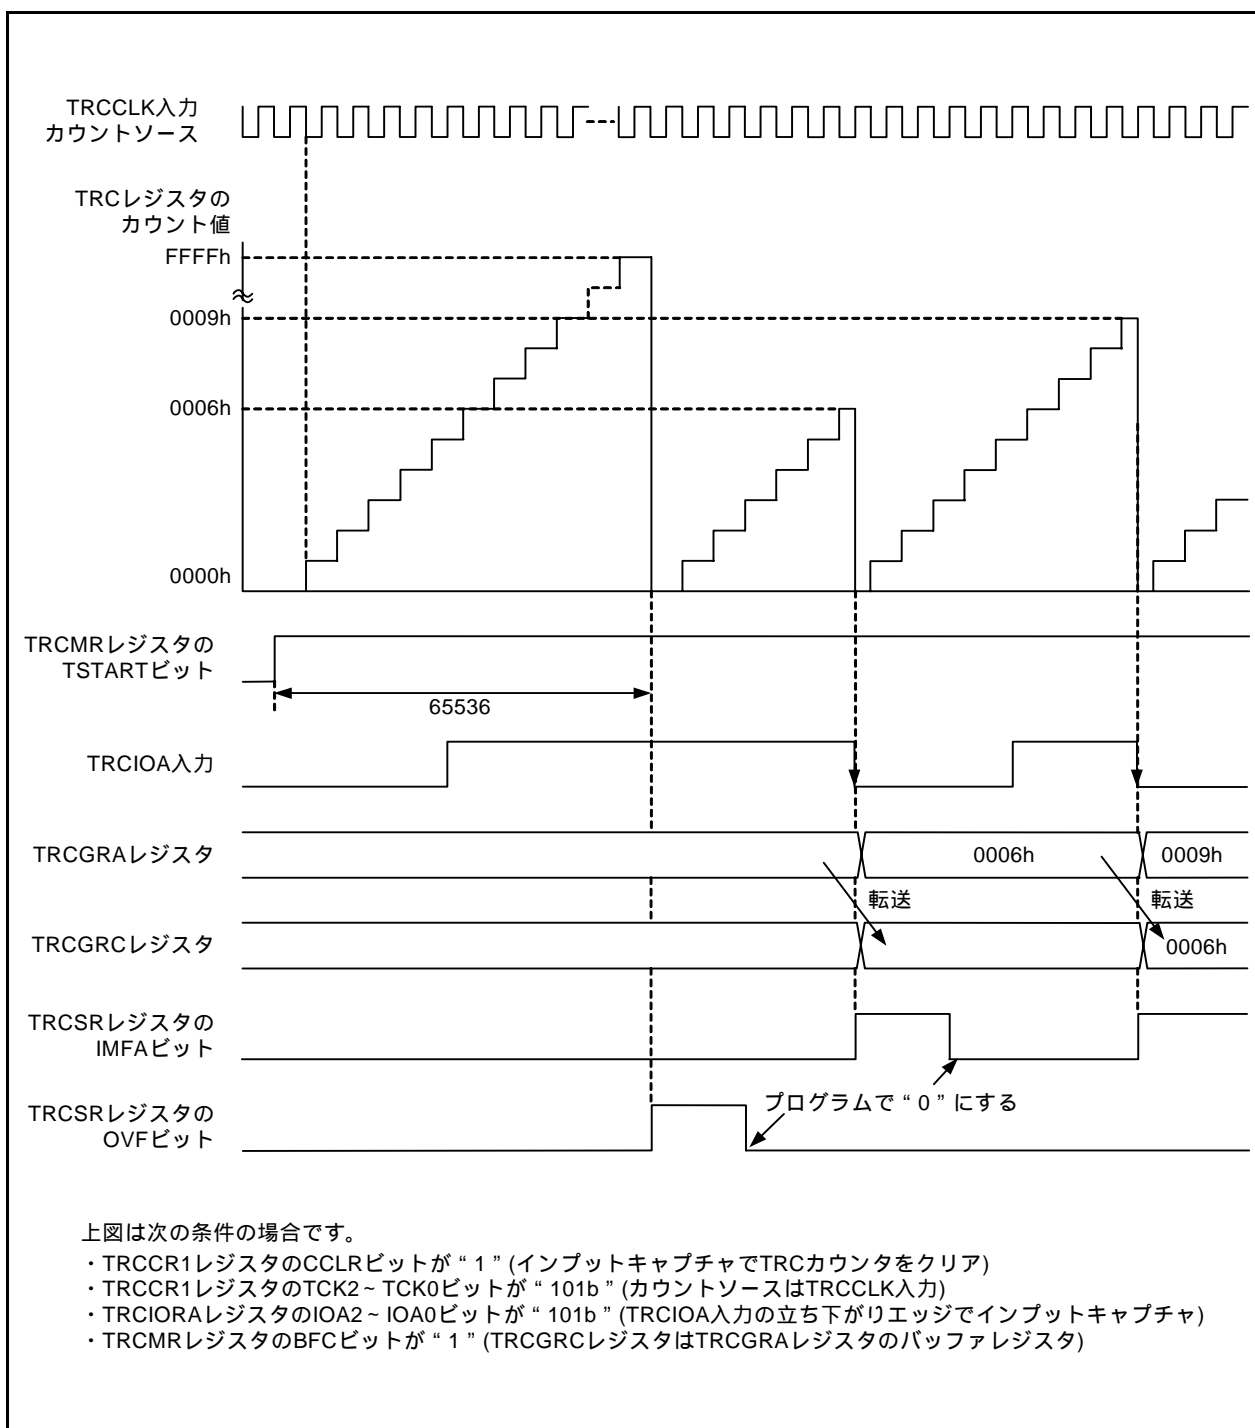 TRCCLK入力
カウントソース
TRCレジスタの
カウント値
FFFFh
0009h
0006h
0000h
TRCMRレジスタの
TSTARTビット
65536
TRCIOA入力
TRCGRAレジスタ
0006h
0009h
転送
転送
TRCGRCレジスタ
0006h
TRCSRレジスタの
IMFAビット
プログラムで“0”にする
TRCSRレジスタの
OVFビット
上図は次の条件の場合です。
・TRCCR1レジスタのCCLRビットが“1”(インプットキャプチャでTRCカウンタをクリア)
・TRCCR1レジスタのTCK2~TCK0ビットが“101b”(カウントソースはTRCCLK入力)
・TRCIORAレジスタのIOA2~IOA0ビットが“101b”(TRCIOA入力の立ち下がりエッジでインプットキャプチャ)
・TRCMRレジスタのBFCビットが“1”(TRCGRCレジスタはTRCGRAレジスタのバッファレジスタ)